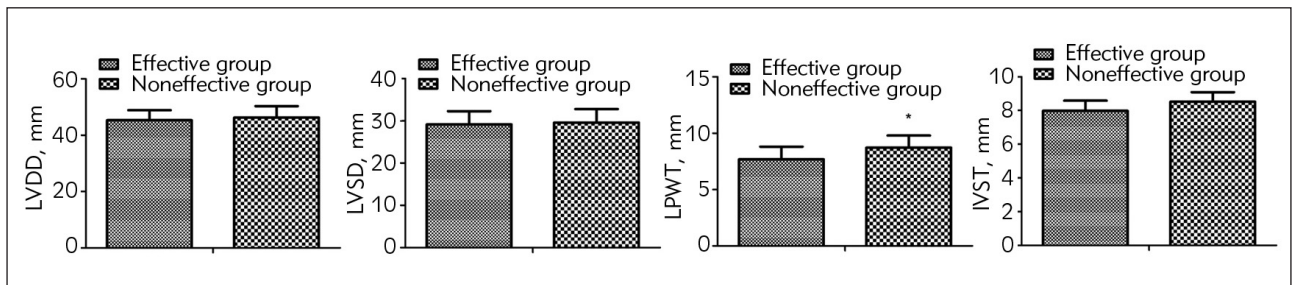 Effective group
Noneffective group
60
40
20
0
LVDD, mm
Effective group
Noneffective group
40
30
20
10
0
LVSD, mm
Effective group
Noneffective group
15
10
5
0
LPWT, mm
*
Effective group
Noneffective group
10
8
6
4
2
0
IVST, mm